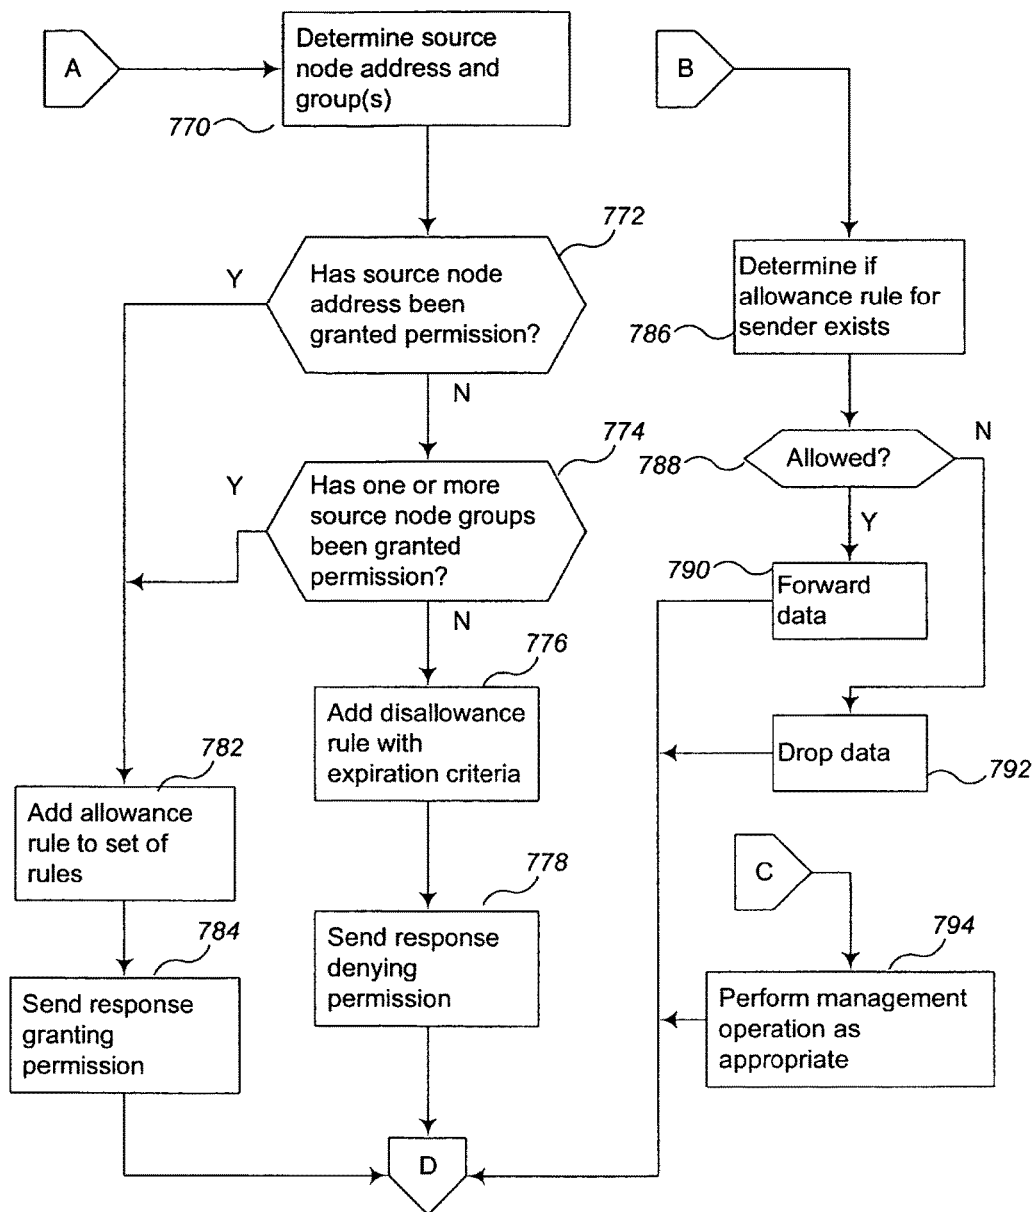 A
Determine source
node address and
group(s)
770
B
772
Has source node
address been
granted permission?
Y
N
Determine if
allowance rule for
sender exists
786
774
Has one or more
source node groups
been granted
permission?
Y
N
788
Allowed?
N
Y
790
Forward
data
776
Add disallowance
rule with
expiration criteria
Drop data
792
782
Add allowance
rule to set of
rules
778
Send response
denying
permission
C
794
Perform management
operation as
appropriate
784
Send response
granting
permission
D